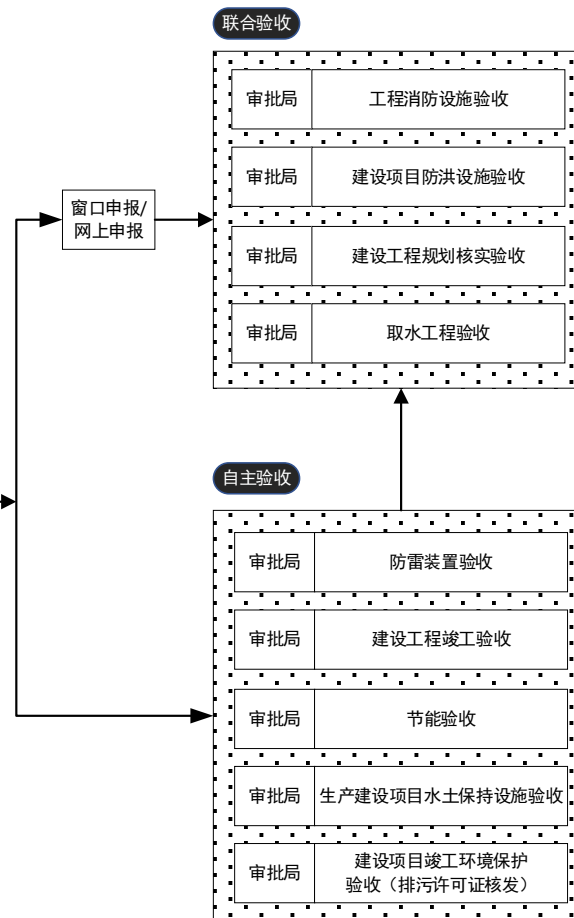 联合验收
审批局 工程消防设施验收
审批局 建设项目防洪设施验收
窗口申报/
网上申报
审批局 建设工程规划核实验收
审批局 取水工程验收
自主验收
审批局 防雷装置验收
审批局 建设工程竣工验收
审批局 节能验收
审批局 生产建设项目水土保持设施验收
审批局 建设项目竣工环境保护
验收（排污许可证核发）